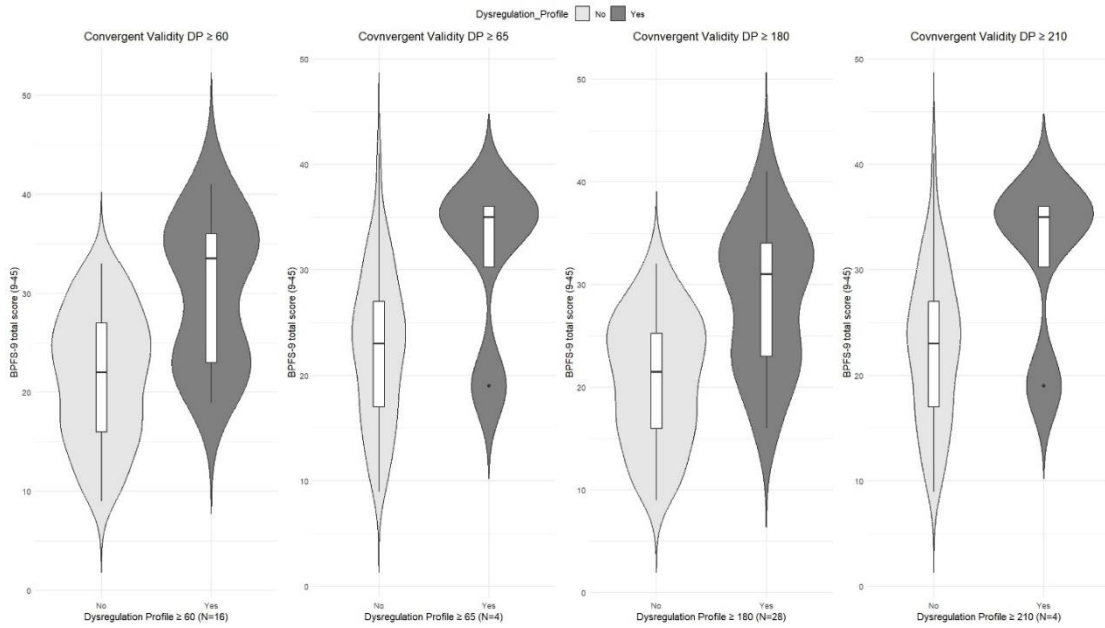 Dysregulation_Profile No Yes
Convergent Validity DP ≥ 60
Covnvergent Validity DP ≥ 65
Convergent Validity DP ≥ 180
Covnvergent Validity DP ≥ 210
BPFS-9 total score (9-45)
50
40
30
20
10
0
No Yes
Dysregulation Profile ≥ 60 (N=16)
BPFS-9 total score (9-45)
50
40
30
20
10
0
No Yes
Dysregulation Profile ≥ 65 (N=4)
BPFS-9 total score (9-45)
50
40
30
20
10
0
No Yes
Dysregulation Profile ≥ 180 (N=28)
BPFS-9 total score (9-45)
50
40
30
20
10
0
No Yes
Dysregulation Profile ≥ 210 (N=4)